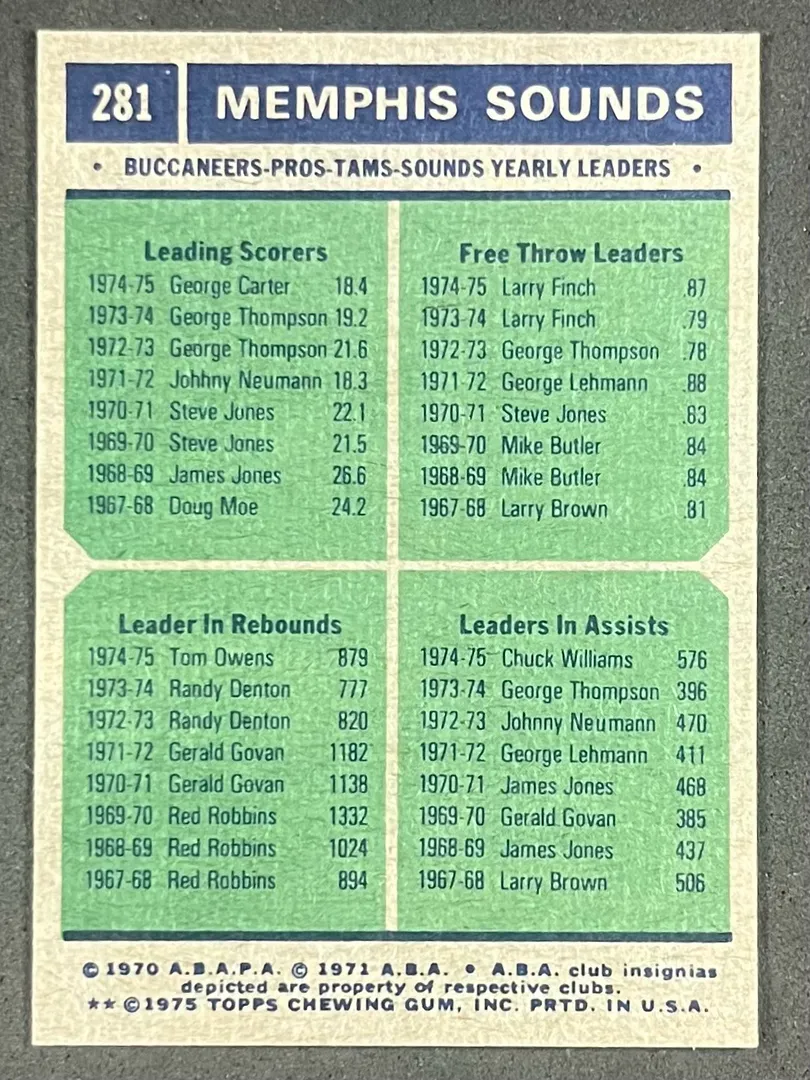 281 MEMPHIS SOUNDS
• BUCCANEERS-PROS-TAMS-SOUNDS YEARLY LEADERS •
Leading Scorers
1974-75 George Carter 18.4
1973-74 George Thompson 19.2
1972-73 George Thompson 21.6
1971-72 Johhny Neumann 18.3
1970-71 Steve Jones 22.1
1969-70 Steve Jones 21.5
1968-69 James Jones 26.6
1967-68 Doug Moe 24.2
Free Throw Leaders
1974-75 Larry Finch .87
1973-74 Larry Finch .79
1972-73 George Thompson .78
1971-72 George Lehmann .88
1970-71 Steve Jones .83
1969-70 Mike Butler .84
1968-69 Mike Butler .84
1967-68 Larry Brown .81
Leader In Rebounds
1974-75 Tom Owens 879
1973-74 Randy Denton 777
1972-73 Randy Denton 820
1971-72 Gerald Govan 1182
1970-71 Gerald Govan 1138
1969-70 Red Robbins 1332
1968-69 Red Robbins 1024
1967-68 Red Robbins 894
Leaders In Assists
1974-75 Chuck Williams 576
1973-74 George Thompson 396
1972-73 Johnny Neumann 470
1971-72 George Lehmann 411
1970-71 James Jones 468
1969-70 Gerald Govan 385
1968-69 James Jones 437
1967-68 Larry Brown 506
© 1970 A.B.A.P.A. © 1971 A.B.A. • A.B.A. club insignias
depicted are property of respective clubs.
★★ ©1975 TOPPS CHEWING GUM, INC. PRTD. IN U.S.A.